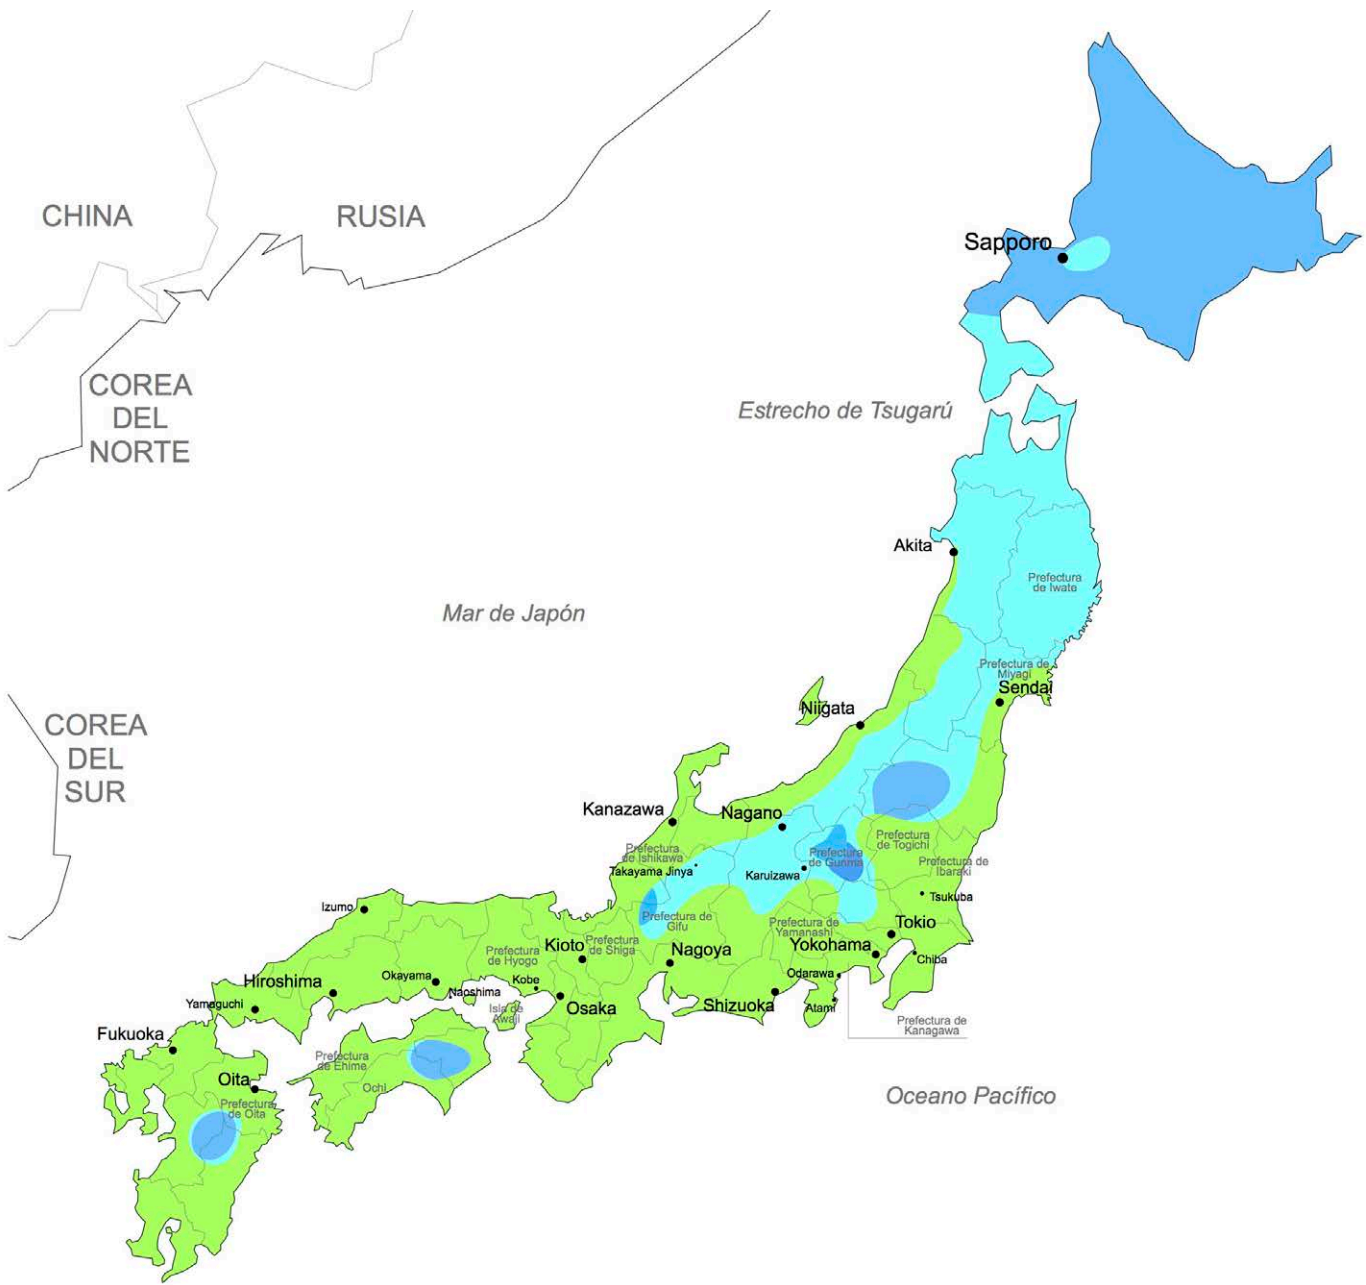 CHINA
RUSIA
Sapporo
COREA
DEL
NORTE
Estrecho de Tsugarú
Akita
Prefectura
de Iwate
Mar de Japón
Prefectura de
Miyagi
Sendai
COREA
DEL
SUR
Niigata
Kanazawa
Nagano
Prefectura
de Togichi
Prefectura
de Ishikawa
Prefectura
de Gunma
Prefectura de
Ibaraki
Takayama Jinya
Karuizawa
Tsukuba
Izumo
Prefectura de
Gifu
Prefectura de
Yamanashi
Tokio
Kioto
Prefectura
de Shiga
Prefectura
de Hyogo
Nagoya
Yokohama
Chiba
Hiroshima
Okayama
Kobe
Odarawa
Naoshima
Yamaguchi
Isla de
Awaji
Osaka
Shizuoka
Atami
Prefectura de
Kanagawa
Fukuoka
Prefectura
de Ehime
Oita
Ochi
Prefectura
de Oita
Oceano Pacífico